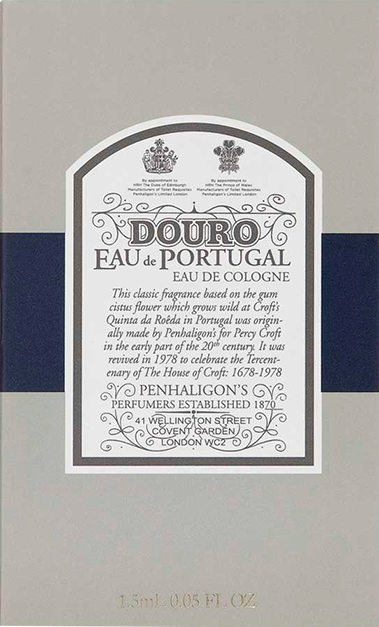 By appointment to
HRH The Duke of Edinburgh
Manufacturers of Toilet Requisites
Penhaligon's Limited London
By appointment to
HRH The Prince of Wales
Manufacturers of Toilet Requisites
Penhaligon's Limited London
DOURO
EAU de PORTUGAL
EAU DE COLOGNE
This classic fragrance based on the gum
cistus flower which grows wild at Croft's
Quinta da Roêda in Portugal was origin-
ally made by Penhaligon's for Percy Croft
in the early part of the 20th century. It was
revived in 1978 to celebrate the Tercent-
enary of The House of Croft: 1678-1978
PENHALIGON'S
PERFUMERS ESTABLISHED 1870
41 WELLINGTON STREET
COVENT GARDEN
LONDON WC2
1.5mL 0.05 FL OZ